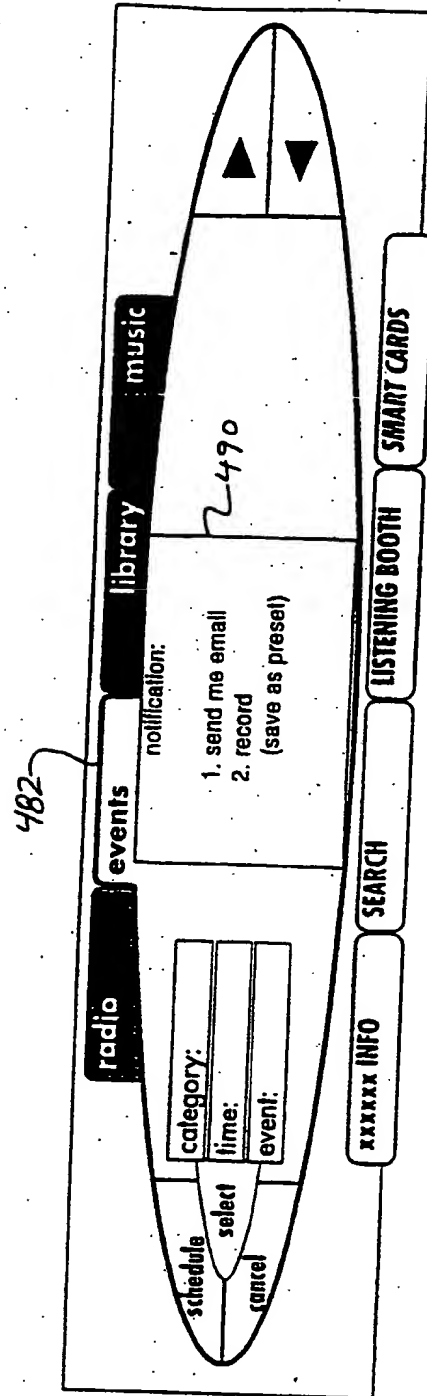 482
radio
events
library
music
schedule
select
cancel
category:
time:
event:
notification:
1. send me email
2. record
(save as preset)
490
xxxxxx INFO
SEARCH
LISTENING BOOTH
SMART CARDS